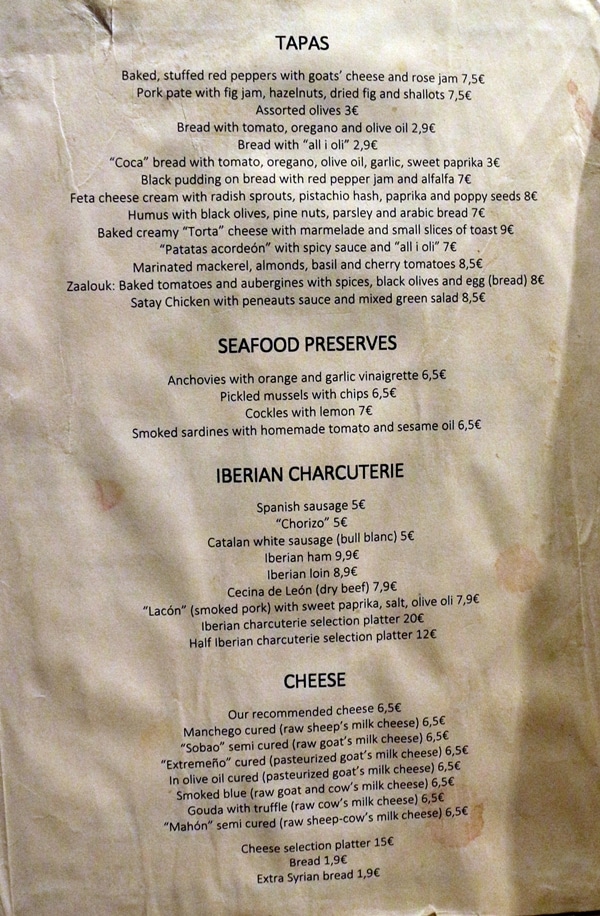 TAPAS
Baked, stuffed red peppers with goats' cheese and rose jam 7,5€
Pork pate with fig jam, hazelnuts, dried fig and shallots 7,5€
Assorted olives 3€
Bread with tomato, oregano and olive oil 2,9€
Bread with "all i oli" 2,9€
"Coca" bread with tomato, oregano, olive oil, garlic, sweet paprika 3€
Black pudding on bread with red pepper jam and alfalfa 7€
Feta cheese cream with radish sprouts, pistachio hash, paprika and poppy seeds 8€
Humus with black olives, pine nuts, parsley and arabic bread 7€
Baked creamy "Torta" cheese with marmelade and small slices of toast 9€
"Patatas acordeón" with spicy sauce and "all i oli" 7€
Marinated mackerel, almonds, basil and cherry tomatoes 8,5€
Zaalouk: Baked tomatoes and aubergines with spices, black olives and egg (bread) 8€
Satay Chicken with peneauts sauce and mixed green salad 8,5€
SEAFOOD PRESERVES
Anchovies with orange and garlic vinaigrette 6,5€
Pickled mussels with chips 6,5€
Cockles with lemon 7€
Smoked sardines with homemade tomato and sesame oil 6,5€
IBERIAN CHARCUTERIE
Spanish sausage 5€
"Chorizo" 5€
Catalan white sausage (bull blanc) 5€
Iberian ham 9,9€
Iberian loin 8,9€
Cecina de León (dry beef) 7,9€
"Lacón" (smoked pork) with sweet paprika, salt, olive oli 7,9€
Iberian charcuterie selection platter 20€
Half Iberian charcuterie selection platter 12€
CHEESE
Our recommended cheese 6,5€
Manchego cured (raw sheep's milk cheese) 6,5€
"Sobao" semi cured (raw goat's milk cheese) 6,5€
"Extremeño" cured (pasteurized goat's milk cheese) 6,5€
In olive oil cured (pasteurized goat's milk cheese) 6,5€
Smoked blue (raw goat and cow's milk cheese) 6,5€
Gouda with truffle (raw cow's milk cheese) 6,5€
"Mahón" semi cured (raw sheep-cow's milk cheese) 6,5€
Cheese selection platter 15€
Bread 1,9€
Extra Syrian bread 1,9€